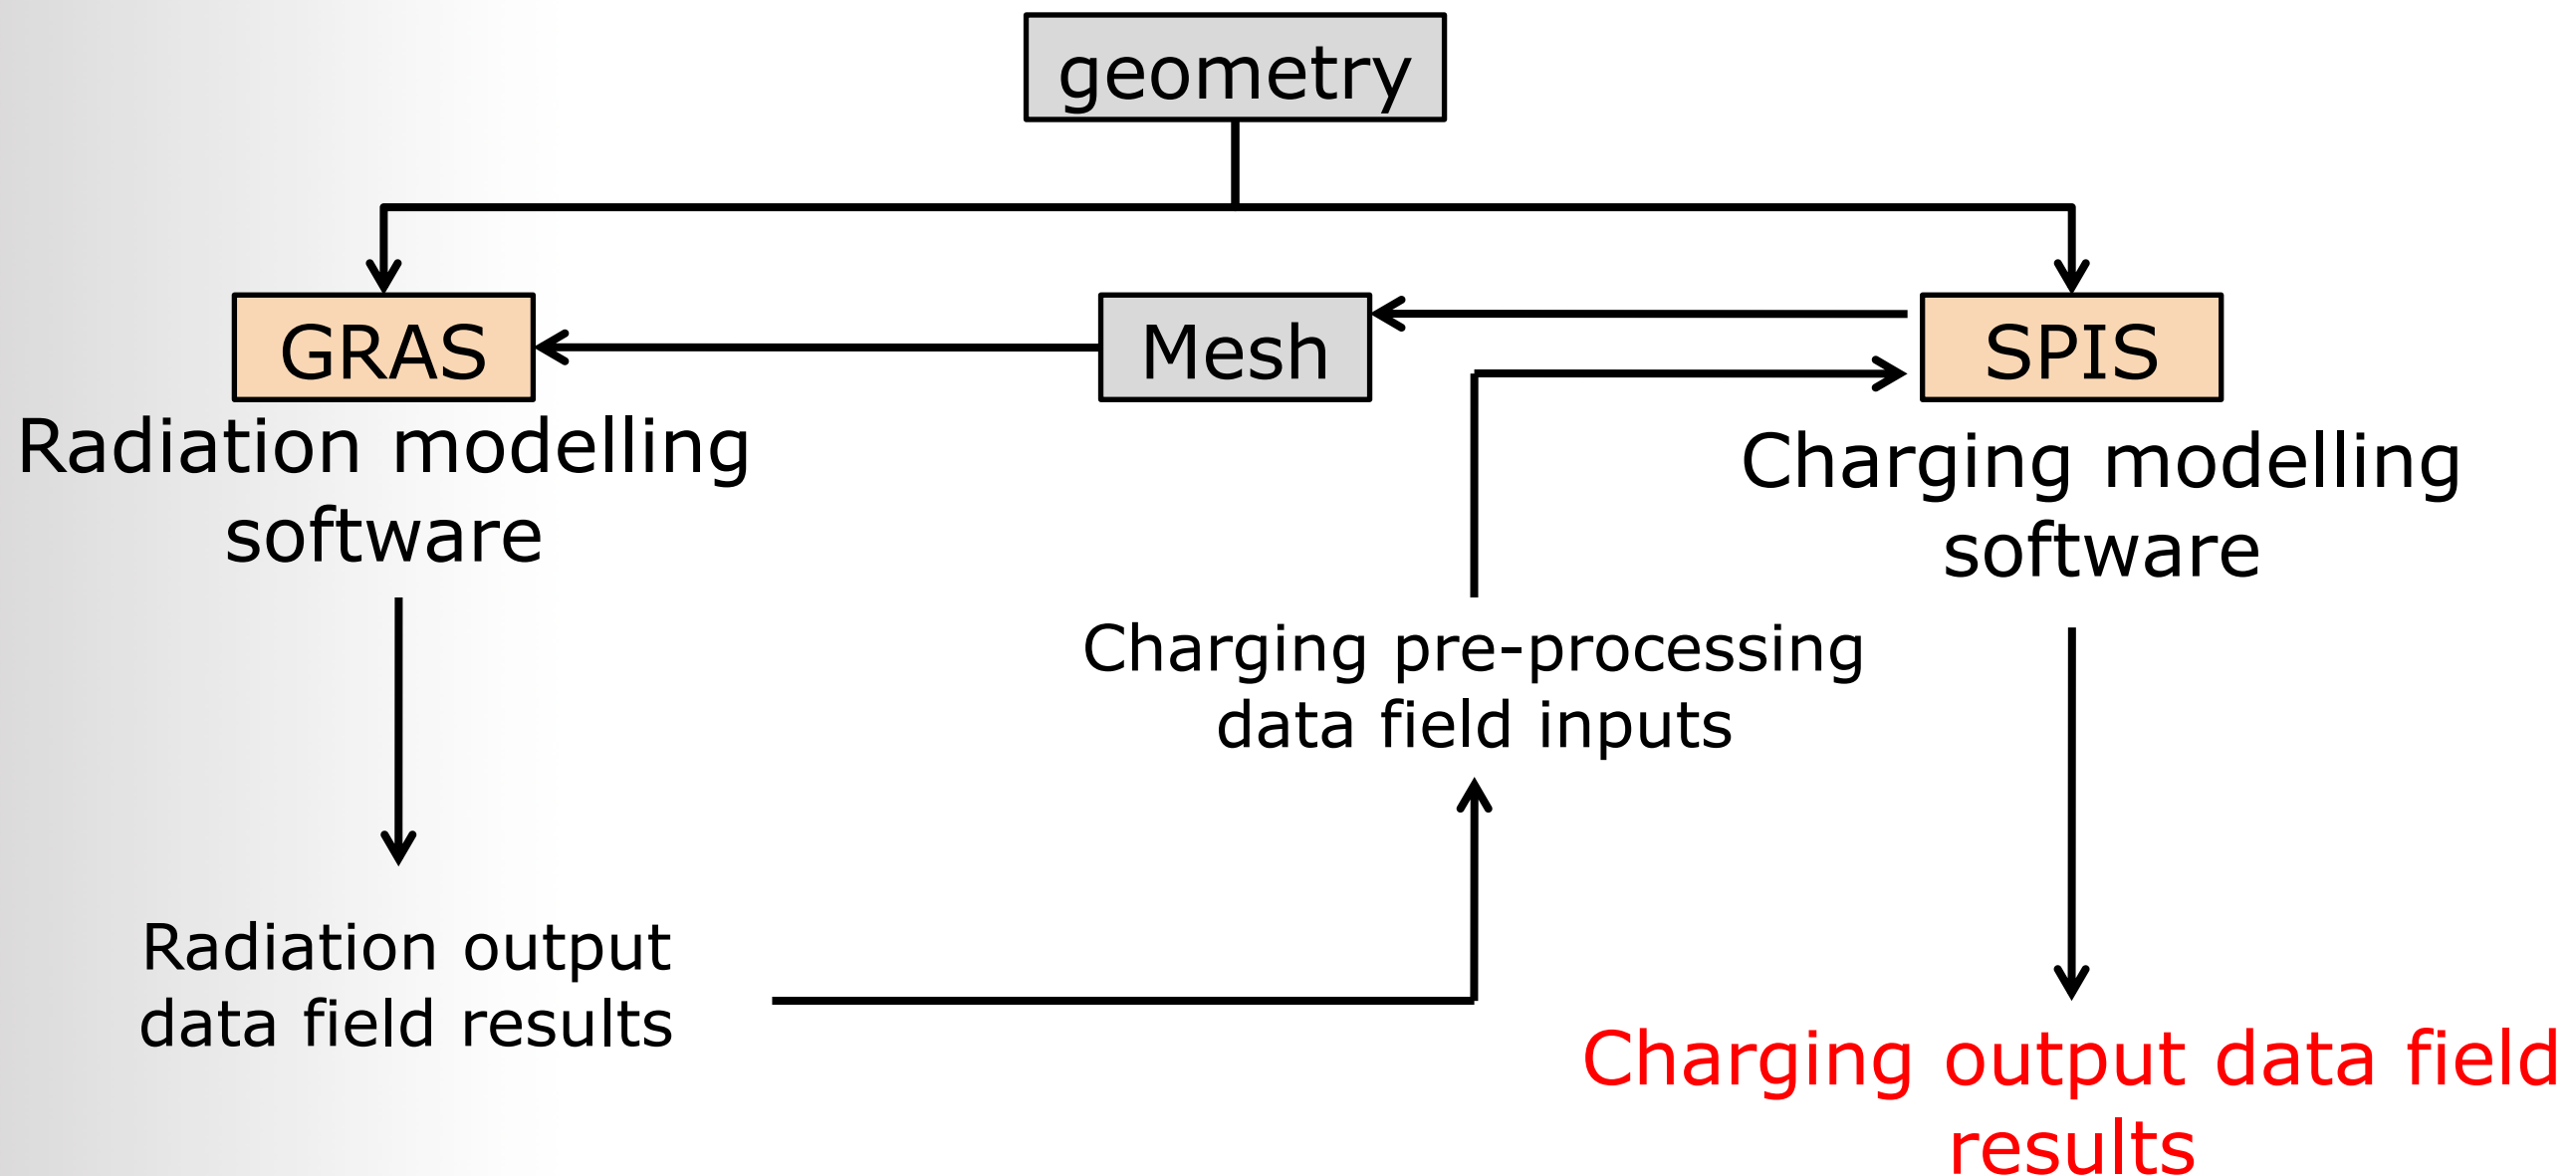 geometry
GRAS
Mesh
SPIS
Radiation modelling
software
Charging modelling
software
Charging pre-processing
data field inputs
Radiation output
data field results
Charging output data field
results